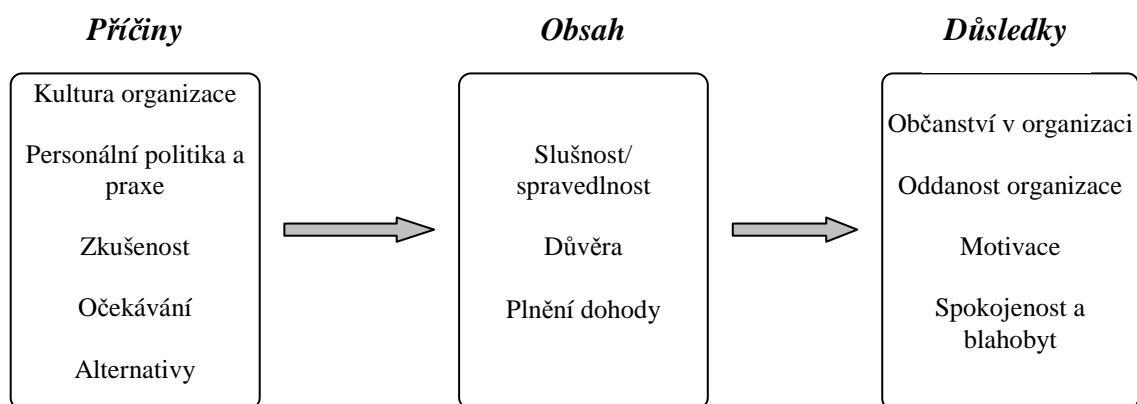 Příčiny
Kultura organizace
Personální politika a
praxe
Zkušenost
Očekávání
Alternativy
Obsah
Slušnost/
spravedlnost
Důvěra
Plnění dohody
Důsledky
Občanství v organizaci
Oddanost organizace
Motivace
Spokojenost a
blahobyt